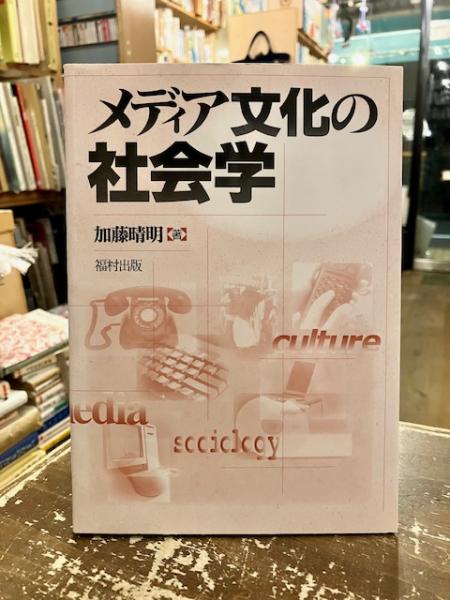 メディア文化の
社会学
加藤晴明【著】
福村出版
culture
edia
sociology